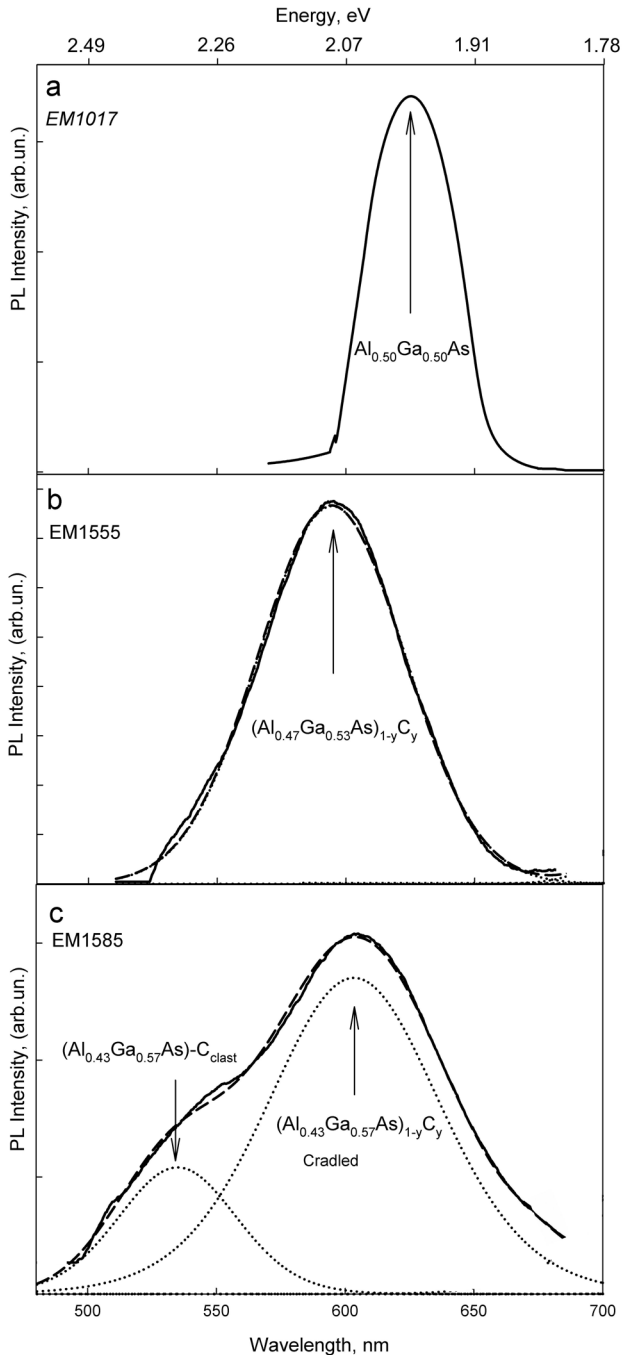 Energy, eV
2.49 2.26 2.07 1.91 1.78
a
EM1017
PL Intensity, (arb.un.)
Al0.50Ga0.50As
b
EM1555
PL Intensity, (arb.un.)
(Al0.47Ga0.53As)1-yCy
c
EM1585
PL Intensity, (arb.un.)
(Al0.43Ga0.57As)-Cclast
(Al0.43Ga0.57As)1-yCy
Cradled
500 550 600 650 700
Wavelength, nm